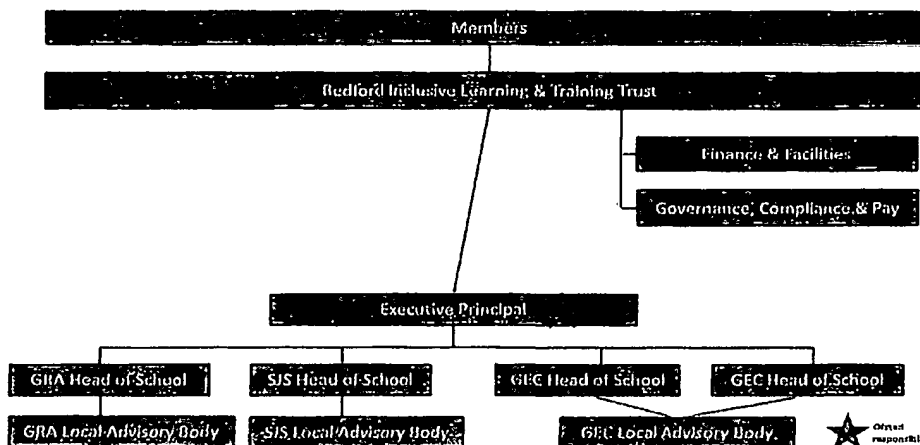 Members
Bedford Inclusive Learning & Training Trust
Finance & Facilities
Governance, Compliance & Pay
Executive Principal
GRA Head of School
SJS Head of School
GEC Head of School
GEC Head of School
GRA Local Advisory Body
SJS Local Advisory Body
GEC Local Advisory Body